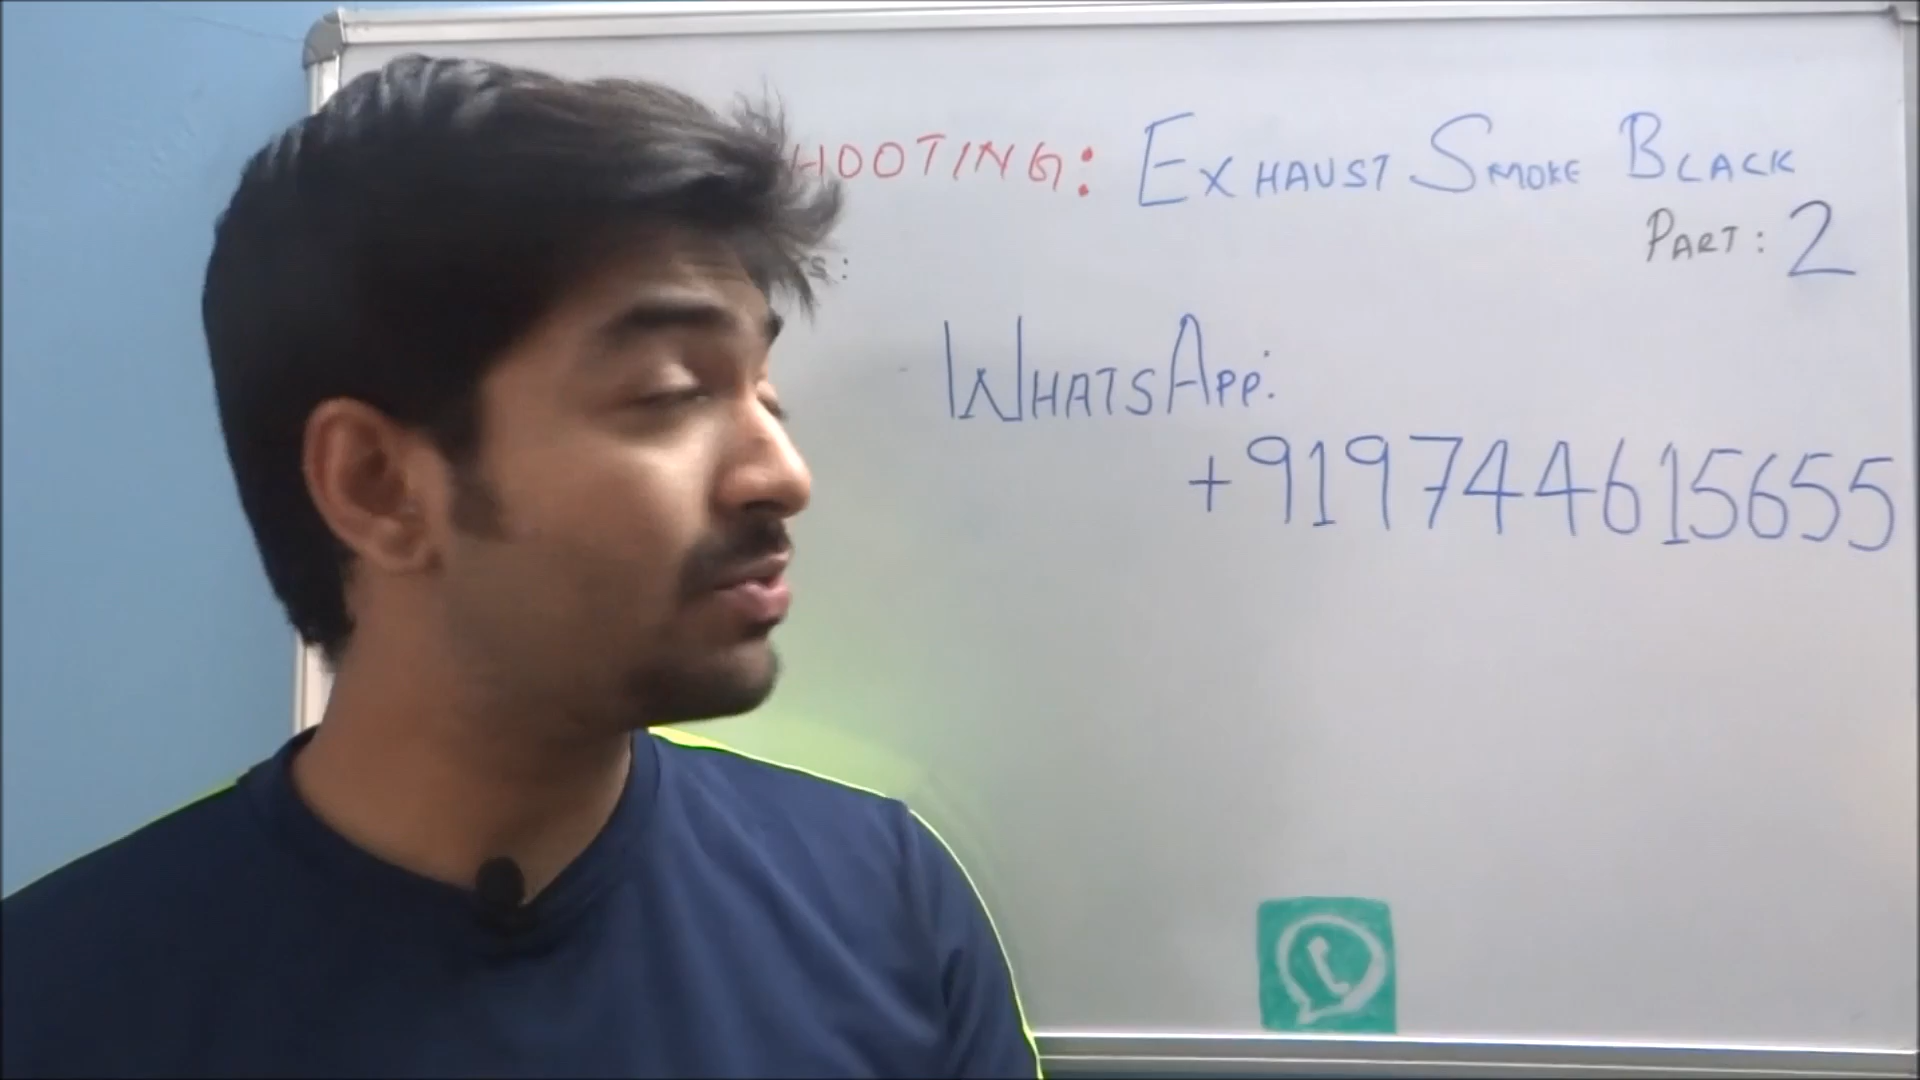 HOOTING: EXHAUST SMOKE BLACK
PART: 2
S:
WHATSAPP:
+919744615655